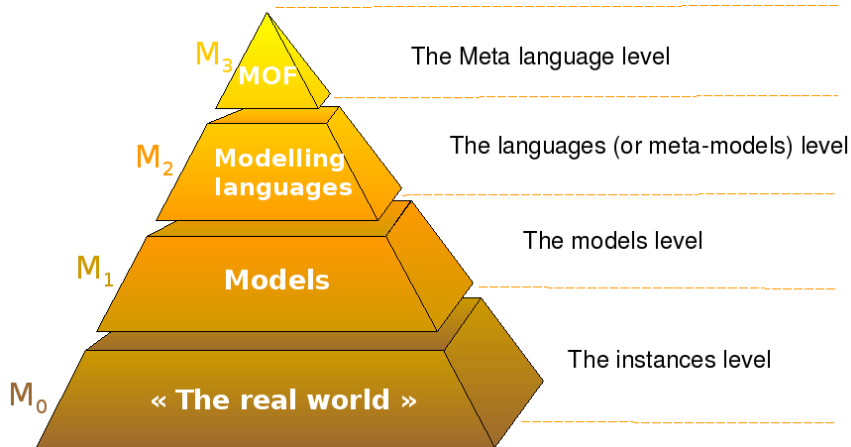 M3
MOF
The Meta language level
M2
Modelling
languages
The languages (or meta-models) level
M1
Models
The models level
M0
« The real world »
The instances level